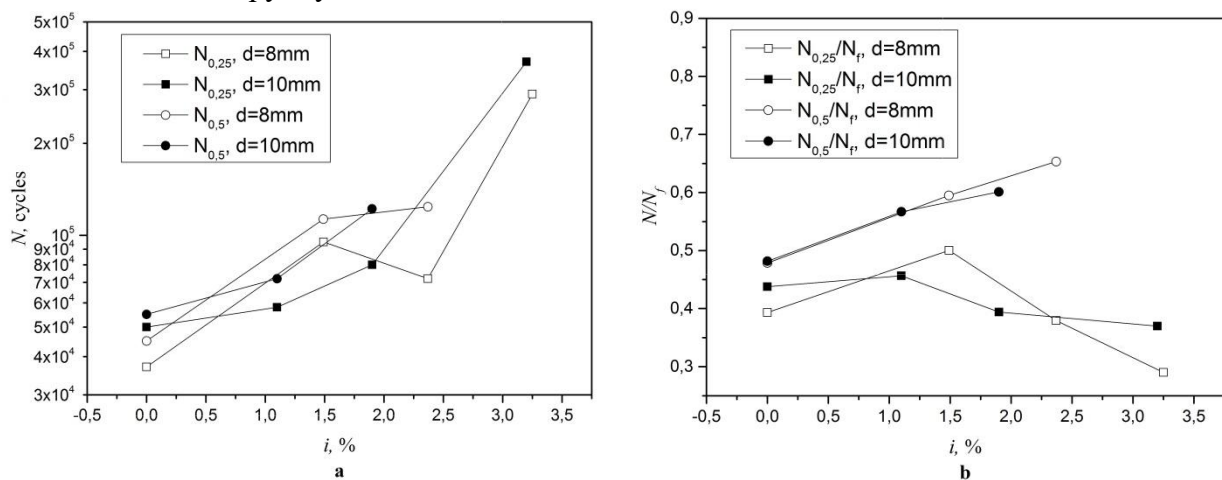 5x10⁵
4x10⁵
3x10⁵
2x10⁵
10⁵
9x10⁴
8x10⁴
7x10⁴
6x10⁴
5x10⁴
4x10⁴
3x10⁴
N, cycles
N₀,₂₅, d=8mm
N₀,₂₅, d=10mm
N₀,₅, d=8mm
N₀,₅, d=10mm
-0,5 0,0 0,5 1,0 1,5 2,0 2,5 3,0 3,5
i, %
a
0,9
0,8
0,7
0,6
0,5
0,4
0,3
N/Nf
N₀,₂₅/Nf, d=8mm
N₀,₂₅/Nf, d=10mm
N₀,₅/Nf, d=8mm
N₀,₅/Nf, d=10mm
-0,5 0,0 0,5 1,0 1,5 2,0 2,5 3,0 3,5
i, %
b